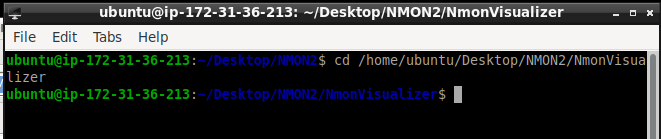 ubuntu@ip-172-31-36-213: ~/Desktop/NMON2/NmonVisualizer
File Edit Tabs Help
ubuntu@ip-172-31-36-213:~/Desktop/NMON2$ cd /home/ubuntu/Desktop/NMON2/NmonVisua
lizer
ubuntu@ip-172-31-36-213:~/Desktop/NMON2/NmonVisualizer$